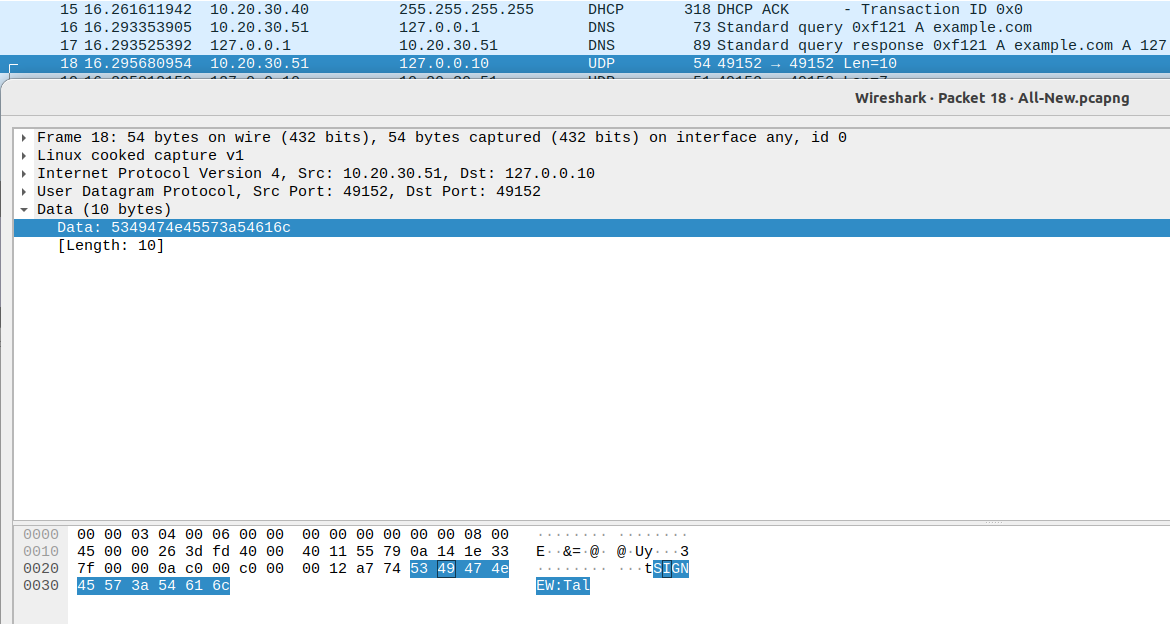 15 16.261611942 10.20.30.40 255.255.255.255 DHCP 318 DHCP ACK - Transaction ID 0x0
16 16.293353905 10.20.30.51 127.0.0.1 DNS 73 Standard query 0xf121 A example.com
17 16.293525392 127.0.0.1 10.20.30.51 DNS 89 Standard query response 0xf121 A example.com A 127
18 16.295680954 10.20.30.51 127.0.0.10 UDP 54 49152 → 49152 Len=10
Wireshark · Packet 18 · All-New.pcapng
Frame 18: 54 bytes on wire (432 bits), 54 bytes captured (432 bits) on interface any, id 0
Linux cooked capture v1
Internet Protocol Version 4, Src: 10.20.30.51, Dst: 127.0.0.10
User Datagram Protocol, Src Port: 49152, Dst Port: 49152
Data (10 bytes)
Data: 5349474e45573a54616c
[Length: 10]
0000 00 00 03 04 00 06 00 00 00 00 00 00 00 00 08 00 ········ ········
0010 45 00 00 26 3d fd 40 00 40 11 55 79 0a 14 1e 33 E··&=·@· @·Uy···3
0020 7f 00 00 0a c0 00 c0 00 00 12 a7 74 53 49 47 4e ········ ···tSIGN
0030 45 57 3a 54 61 6c EW:Tal